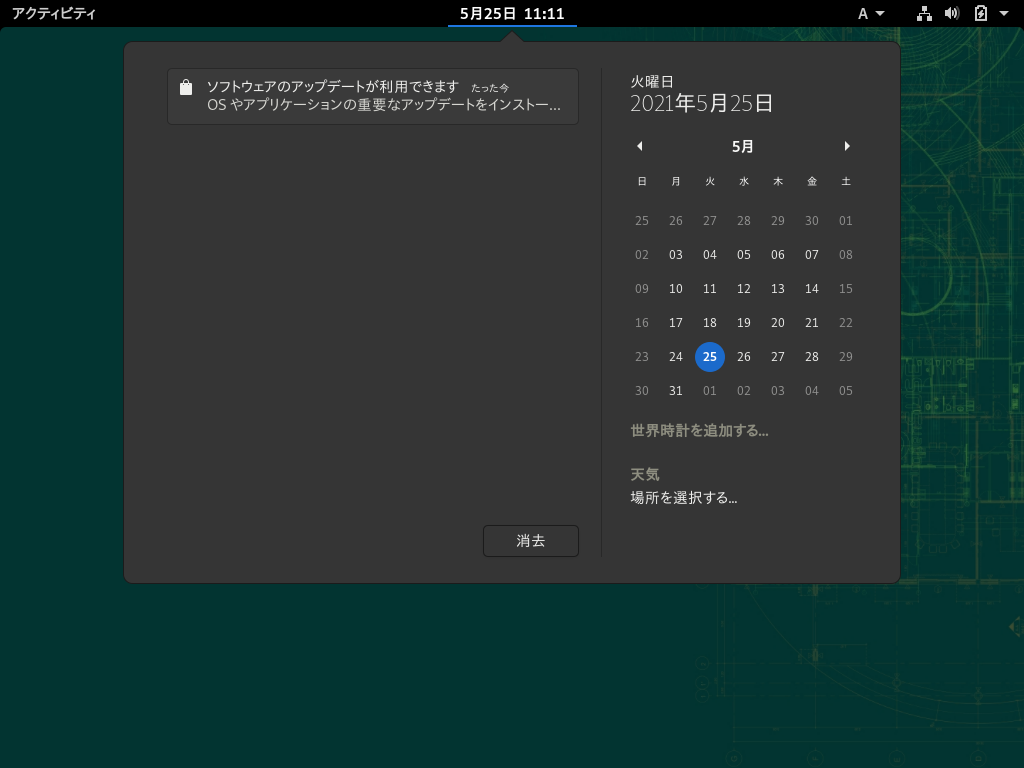 アクティビティ
5月25日 11:11
A
ソフトウェアのアップデートが利用できます たった今
OS やアプリケーションの重要なアップデートをインストー...
消去
火曜日
2021年5月25日
5月
日 月 火 水 木 金 土
25 26 27 28 29 30 01
02 03 04 05 06 07 08
09 10 11 12 13 14 15
16 17 18 19 20 21 22
23 24 25 26 27 28 29
30 31 01 02 03 04 05
世界時計を追加する...
天気
場所を選択する...